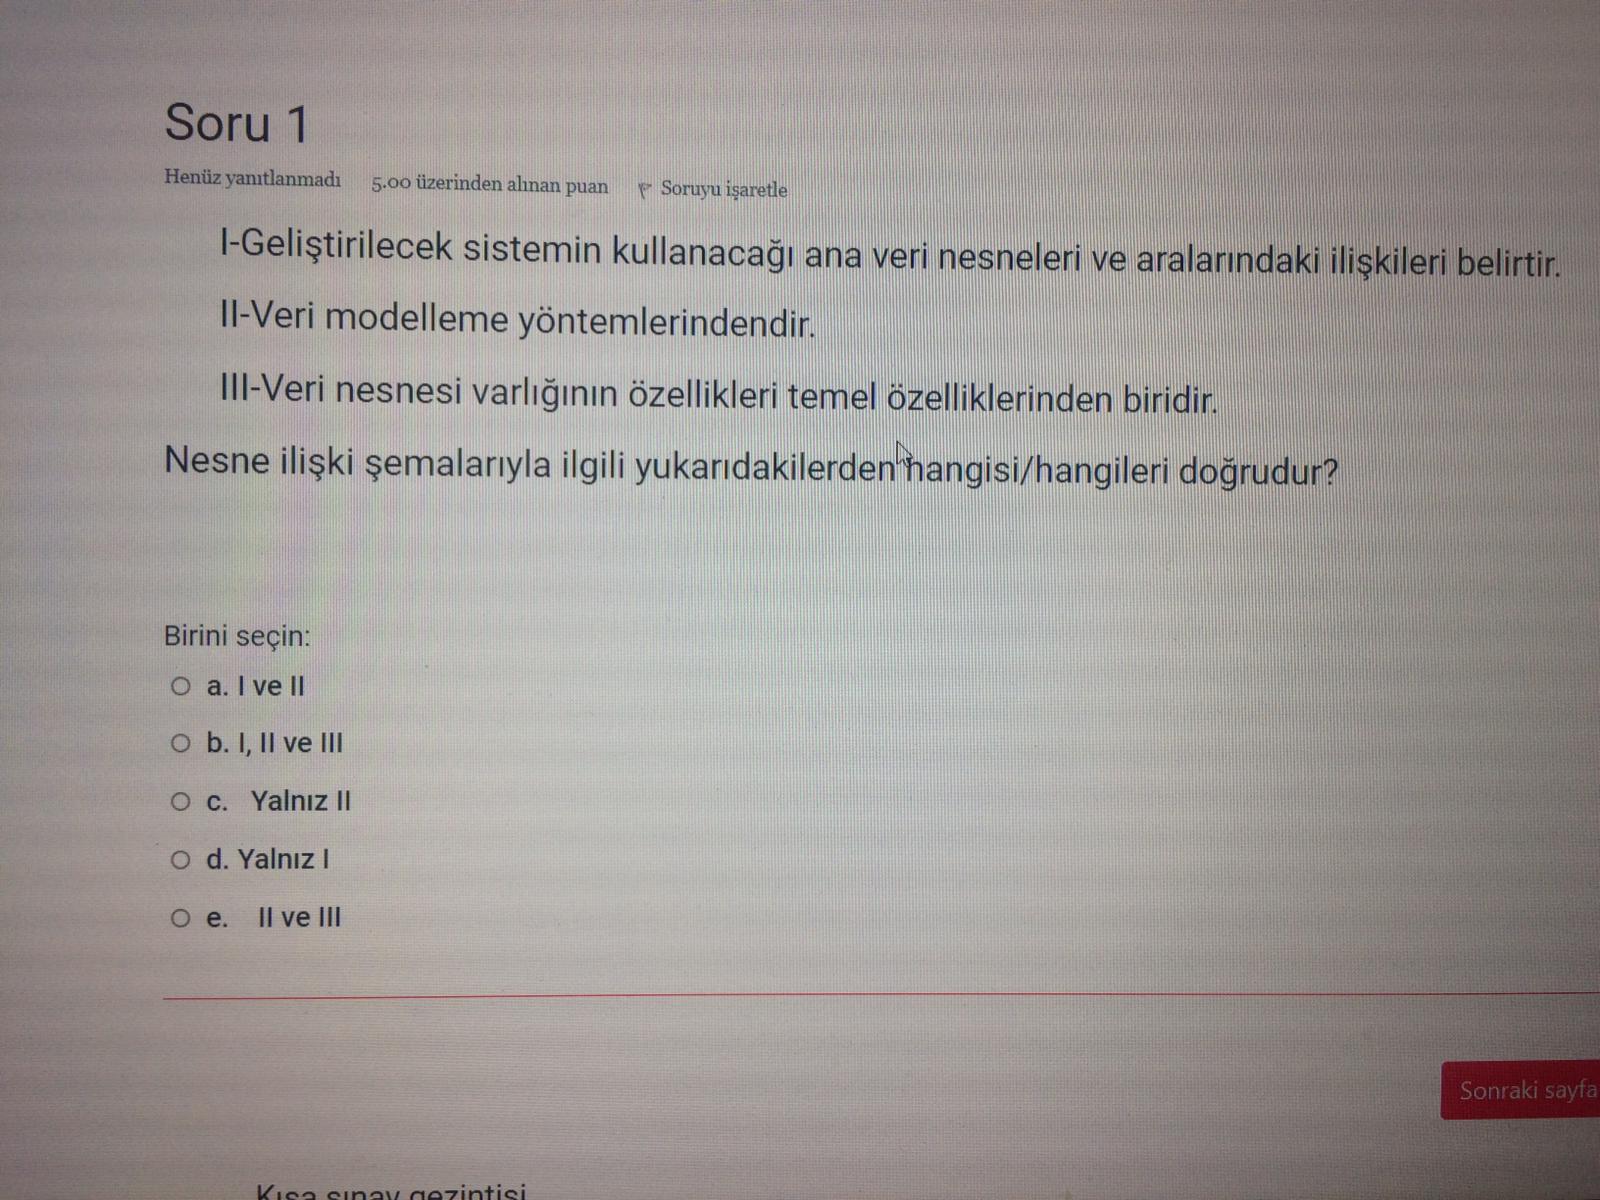 Soru 1
Henüz yanıtlanmadı 5.00 üzerinden alınan puan Soruyu işaretle
I-Geliştirilecek sistemin kullanacağı ana veri nesneleri ve aralarındaki ilişkileri belirtir.
II-Veri modelleme yöntemlerindendir.
III-Veri nesnesi varlığının özellikleri temel özelliklerinden biridir.
Nesne ilişki şemalarıyla ilgili yukarıdakilerden hangisi/hangileri doğrudur?
Birini seçin:
a. I ve II
b. I, II ve III
c. Yalnız II
d. Yalnız I
e. II ve III
Sonraki sayfa
Kısa sınav gezintisi